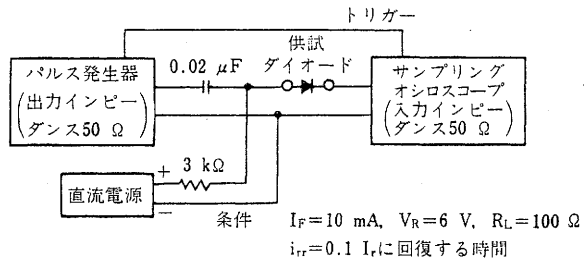 トリガー
パルス発生器
(出力インピー
ダンス50 Ω)
0.02 μF
供試
ダイオード
サンプリング
オシロスコープ
(入力インピー
ダンス50 Ω)
+ 3 kΩ
直流電源
−
条件
I_F=10 mA, V_R=6 V, R_L=100 Ω
i_rr=0.1 I_rに回復する時間